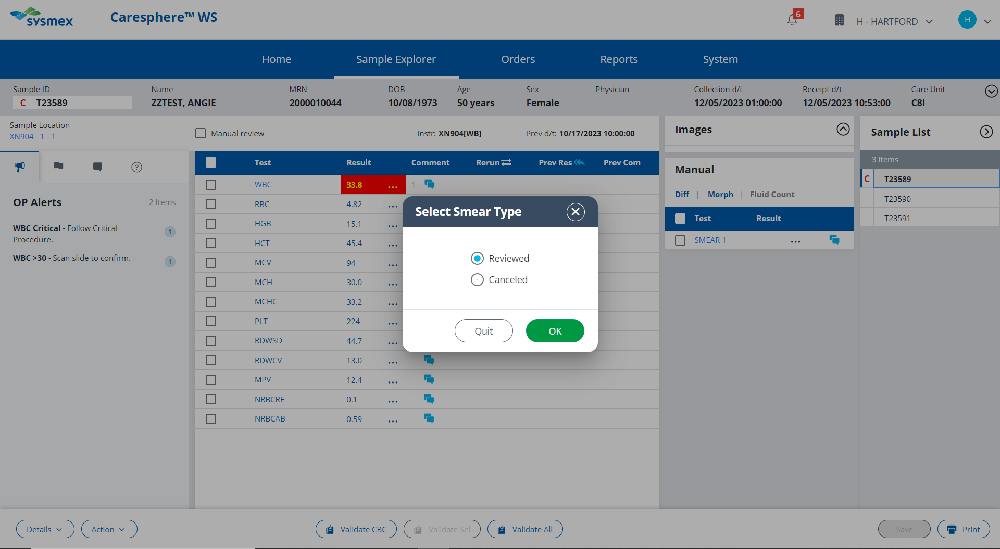 sysmex
Caresphere™ WS
6
H - HARTFORD
H
Home
Sample Explorer
Orders
Reports
System
Sample ID
C T23589
Name
ZZTEST, ANGIE
MRN
2000010044
DOB
10/08/1973
Age
50 years
Sex
Female
Physician
Collection d/t
12/05/2023 01:00:00
Receipt d/t
12/05/2023 10:53:00
Care Unit
C8I
Sample Location
XN904 - 1 - 1
Manual review
Instr: XN904[WB]
Prev d/t: 10/17/2023 10:00:00
?
OP Alerts
2 Items
WBC Critical - Follow Critical
Procedure.
1
WBC >30 - Scan slide to confirm.
1
Test Result Comment Rerun Prev Res Prev Com
WBC 33.8 ... 1
RBC 4.82 ...
HGB 15.1 ...
HCT 45.4 ...
MCV 94 ...
MCH 30.0 ...
MCHC 33.2 ...
PLT 224 ...
RDWSD 44.7 ...
RDWCV 13.0 ...
MPV 12.4 ...
NRBCRE 0.1 ...
NRBCAB 0.59 ...
Select Smear Type
Reviewed
Canceled
Quit
OK
Images
Manual
Diff | Morph | Fluid Count
Test Result
SMEAR 1 ...
Sample List
3 Items
C T23589
T23590
T23591
Details
Action
Validate CBC
Validate Sel
Validate All
Save
Print